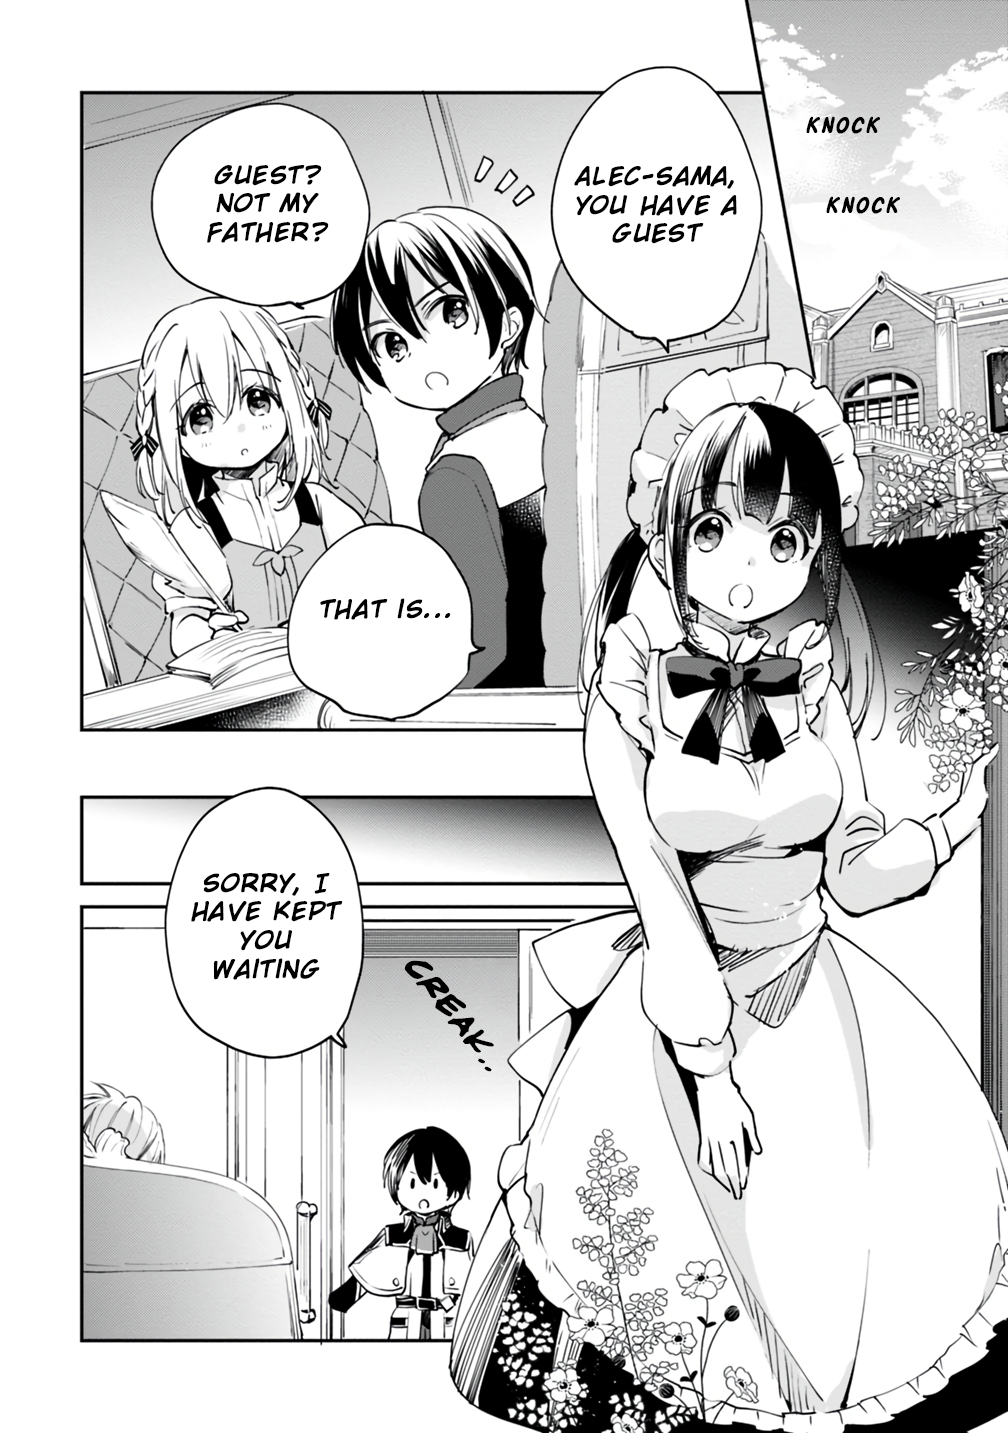 KNOCK
KNOCK
ALEC-SAMA,
YOU HAVE A
GUEST
GUEST?
NOT MY
FATHER?
THAT IS...
SORRY, I
HAVE KEPT
YOU
WAITING
CREAK..